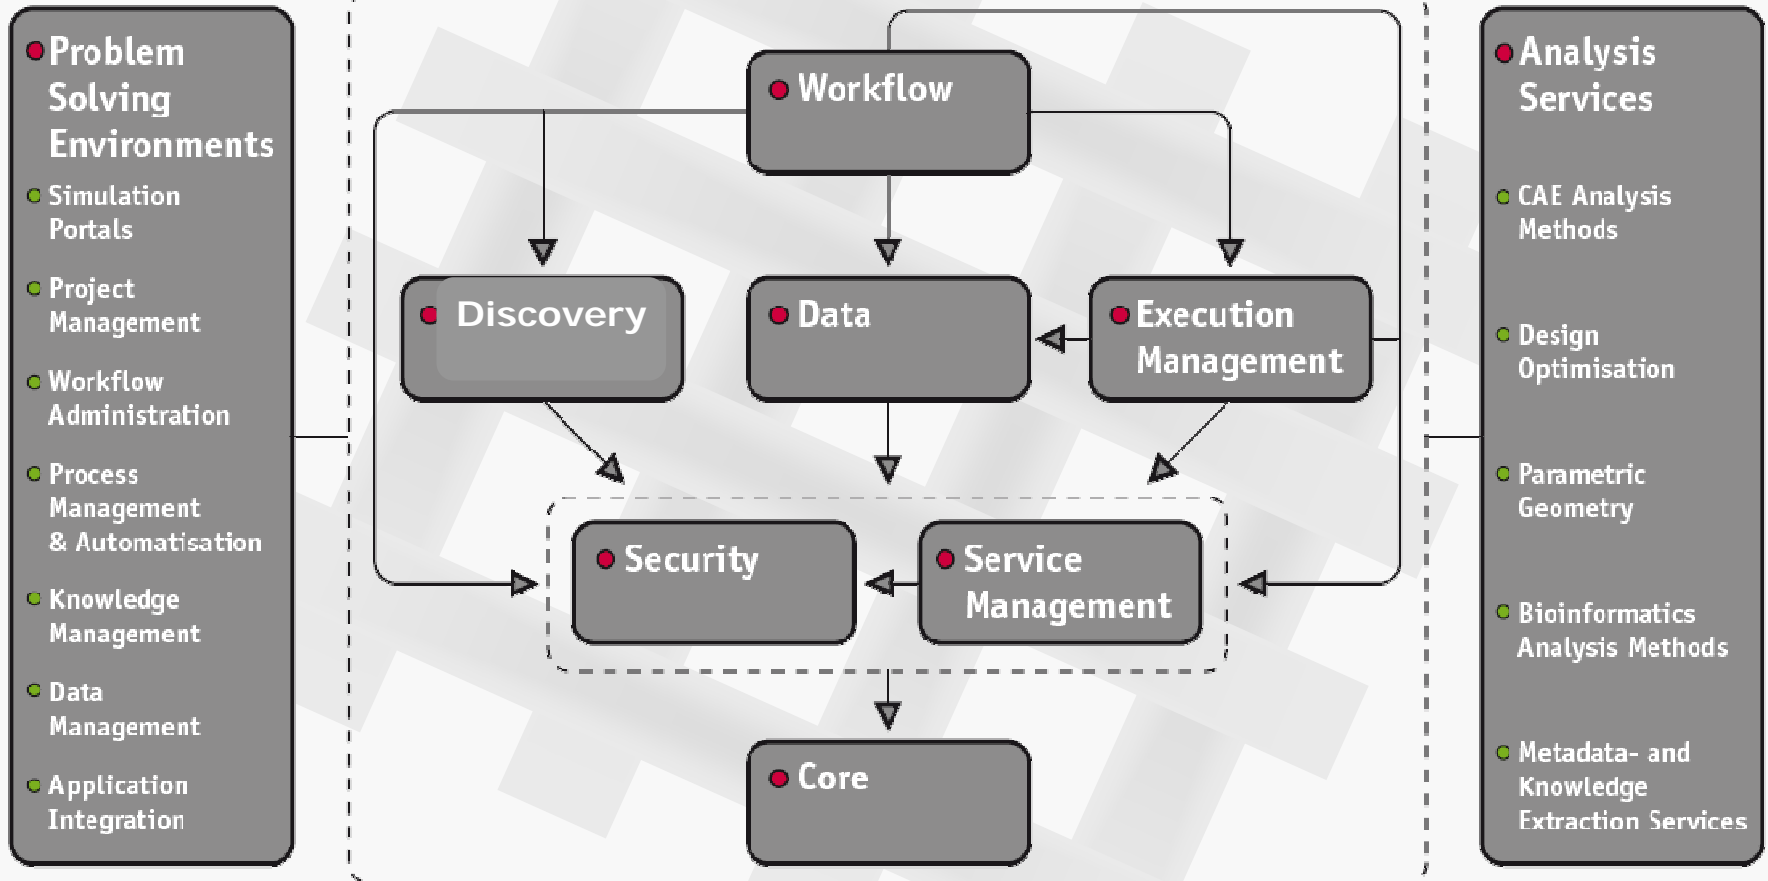 Problem
Solving
Environments
Simulation
Portals
Project
Management
Workflow
Administration
Process
Management
& Automatisation
Knowledge
Management
Data
Management
Application
Integration
Workflow
Discovery
Data
Execution
Management
Security
Service
Management
Core
Analysis
Services
CAE Analysis
Methods
Design
Optimisation
Parametric
Geometry
Bioinformatics
Analysis Methods
Metadata- and
Knowledge
Extraction Services